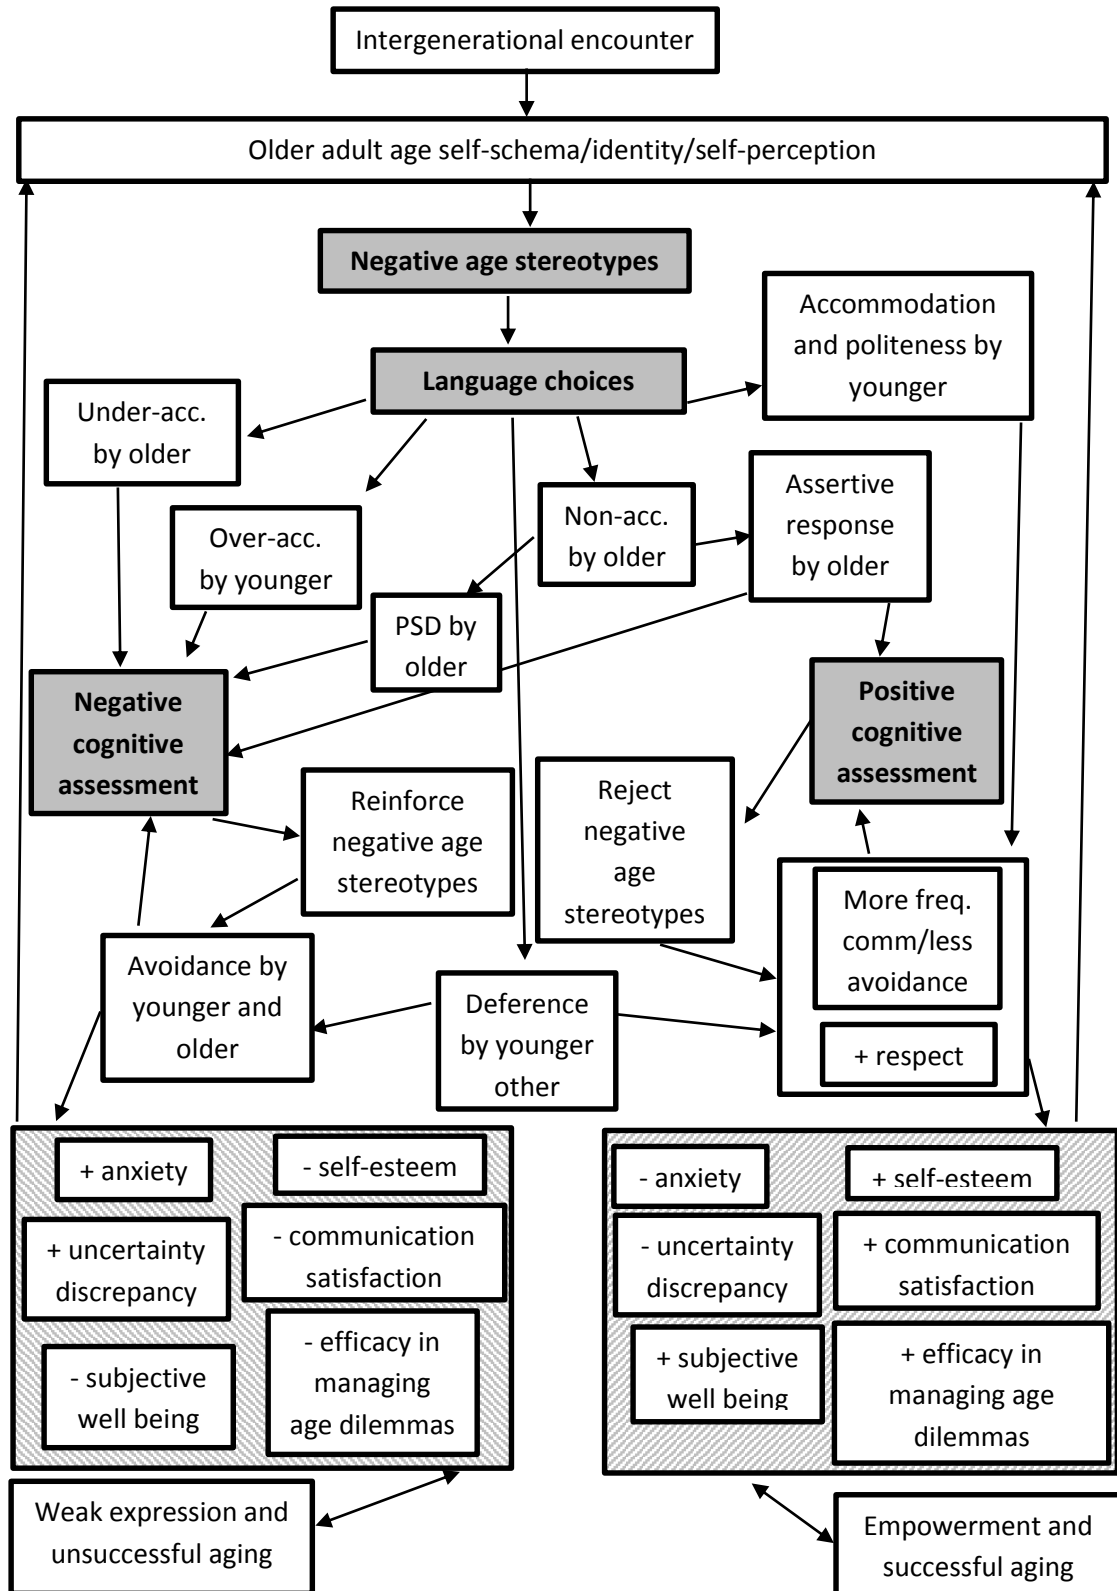 Intergenerational encounter
Older adult age self-schema/identity/self-perception
Negative age stereotypes
Accommodation
and politeness by
younger
Language choices
Under-acc.
by older
Assertive
response
by older
Non-acc.
by older
Over-acc.
by younger
PSD by
older
Negative
cognitive
assessment
Positive
cognitive
assessment
Reinforce
negative age
stereotypes
Reject
negative
age
stereotypes
More freq.
comm/less
avoidance
+ respect
Avoidance by
younger and
older
Deference
by younger
other
+ anxiety
- self-esteem
+ uncertainty
discrepancy
- communication
satisfaction
- subjective
well being
- efficacy in
managing
age dilemmas
- anxiety
+ self-esteem
- uncertainty
discrepancy
+ communication
satisfaction
+ subjective
well being
+ efficacy in
managing age
dilemmas
Weak expression and
unsuccessful aging
Empowerment and
successful aging